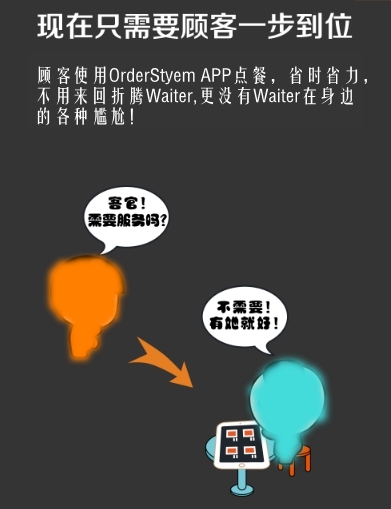 现在只需要顾客一步到位
顾客使用OrderStyem APP点餐，省时省力，
不用来回折腾Waiter,更没有Waiter在身边
的各种尴尬！
客官！
需要服务吗？
不需要！
有她就好！